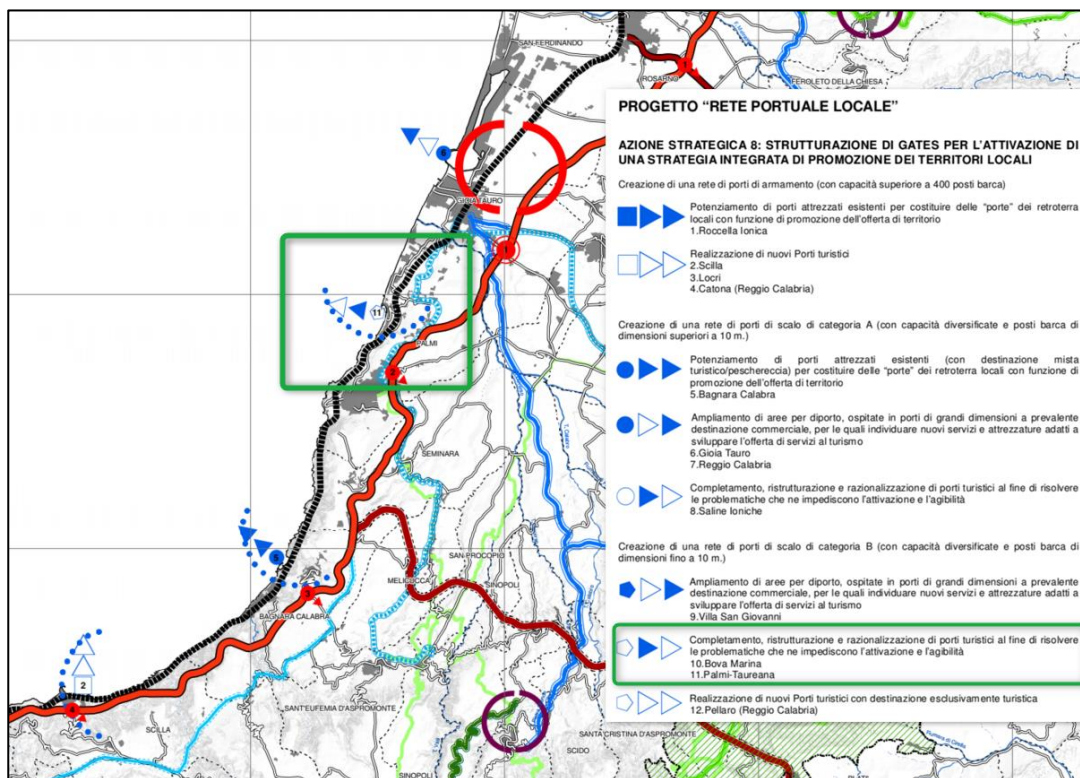 SAN FERDINANDO
ROSARNO
FEROLETO DELLA CHIESA
6
GIOIA TAURO
11
PALMI
SEMINARA
5
MELICUCCA
SAN PROCOPIO
SINOPOLI
BAGNARA CALABRA
2
SCILLA
SANT'EUFEMIA D'ASPROMONTE
SANTA CRISTINA D'ASPROMONTE
SCIDO
SINOPOLI
PROGETTO “RETE PORTUALE LOCALE”
AZIONE STRATEGICA 8: STRUTTURAZIONE DI GATES PER L'ATTIVAZIONE DI
UNA STRATEGIA INTEGRATA DI PROMOZIONE DEI TERRITORI LOCALI
Creazione di una rete di porti di armamento (con capacità superiore a 400 posti barca)
Potenziamento di porti attrezzati esistenti per costituire delle “porte” dei retroterra
locali con funzione di promozione dell'offerta di territorio
1.Roccella Ionica
Realizzazione di nuovi Porti turistici
2.Scilla
3.Locri
4.Catona (Reggio Calabria)
Creazione di una rete di porti di scalo di categoria A (con capacità diversificate e posti barca di
dimensioni superiori a 10 m.)
Potenziamento di porti attrezzati esistenti (con destinazione mista
turistico/peschereccia) per costituire delle “porte” dei retroterra locali con funzione di
promozione dell'offerta di territorio
5.Bagnara Calabra
Ampliamento di aree per diporto, ospitate in porti di grandi dimensioni a prevalente
destinazione commerciale, per le quali individuare nuovi servizi e attrezzature adatti a
sviluppare l'offerta di servizi al turismo
6.Gioia Tauro
7.Reggio Calabria
Completamento, ristrutturazione e razionalizzazione di porti turistici al fine di risolvere
le problematiche che ne impediscono l'attivazione e l'agibilità
8.Saline Ioniche
Creazione di una rete di porti di scalo di categoria B (con capacità diversificate e posti barca di
dimensioni fino a 10 m.)
Ampliamento di aree per diporto, ospitate in porti di grandi dimensioni a prevalente
destinazione commerciale, per le quali individuare nuovi servizi e attrezzature adatti a
sviluppare l'offerta di servizi al turismo
9.Villa San Giovanni
Completamento, ristrutturazione e razionalizzazione di porti turistici al fine di risolvere
le problematiche che ne impediscono l'attivazione e l'agibilità
10.Bova Marina
11.Palmi-Taureana
Realizzazione di nuovi Porti turistici con destinazione esclusivamente turistica
12.Pellaro (Reggio Calabria)